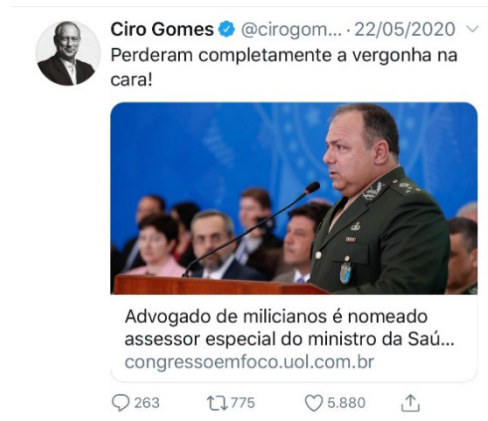 Ciro Gomes @cirogom... · 22/05/2020
Perderam completamente a vergonha na
cara!
Advogado de milicianos é nomeado
assessor especial do ministro da Saú...
congressoemfoco.uol.com.br
263 775 5.880